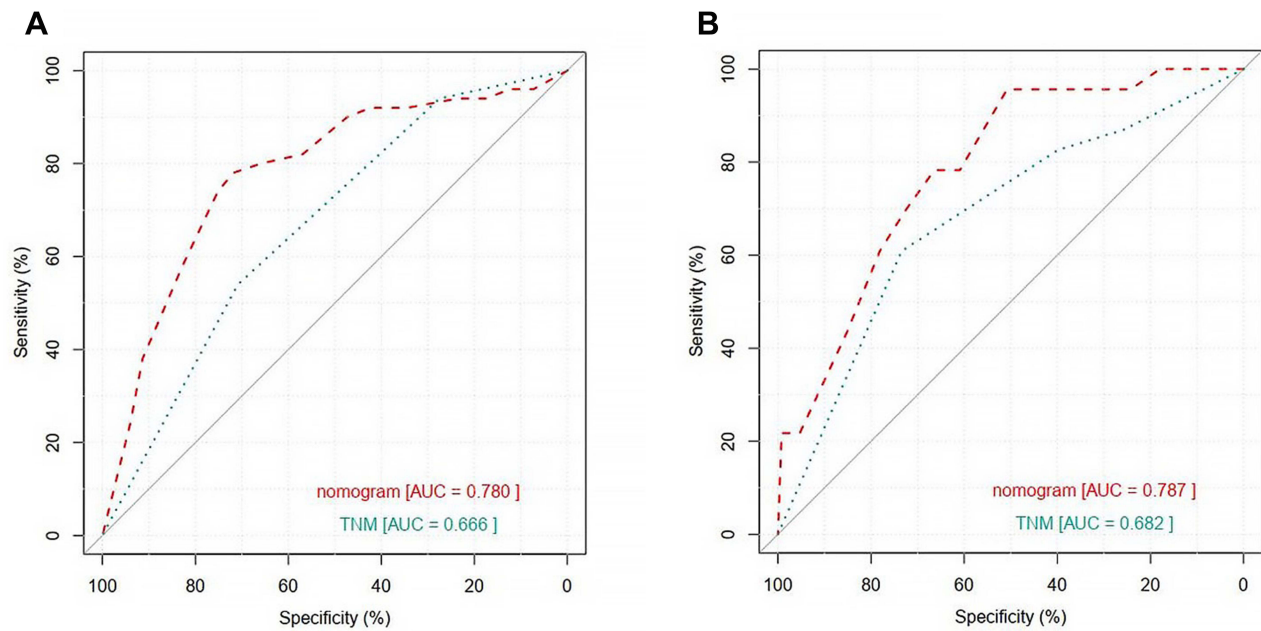 A
100
80
60
40
20
0
Sensitivity (%)
nomogram [AUC = 0.780 ]
TNM [AUC = 0.666 ]
100 80 60 40 20 0
Specificity (%)
B
100
80
60
40
20
0
Sensitivity (%)
nomogram [AUC = 0.787 ]
TNM [AUC = 0.682 ]
100 80 60 40 20 0
Specificity (%)